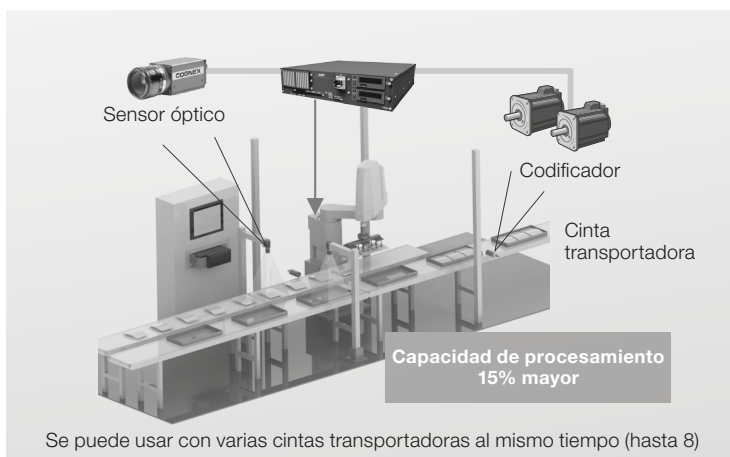 COGNEX
Sensor óptico
Codificador
Cinta
transportadora
Capacidad de procesamiento
15% mayor
Se puede usar con varias cintas transportadoras al mismo tiempo (hasta 8)